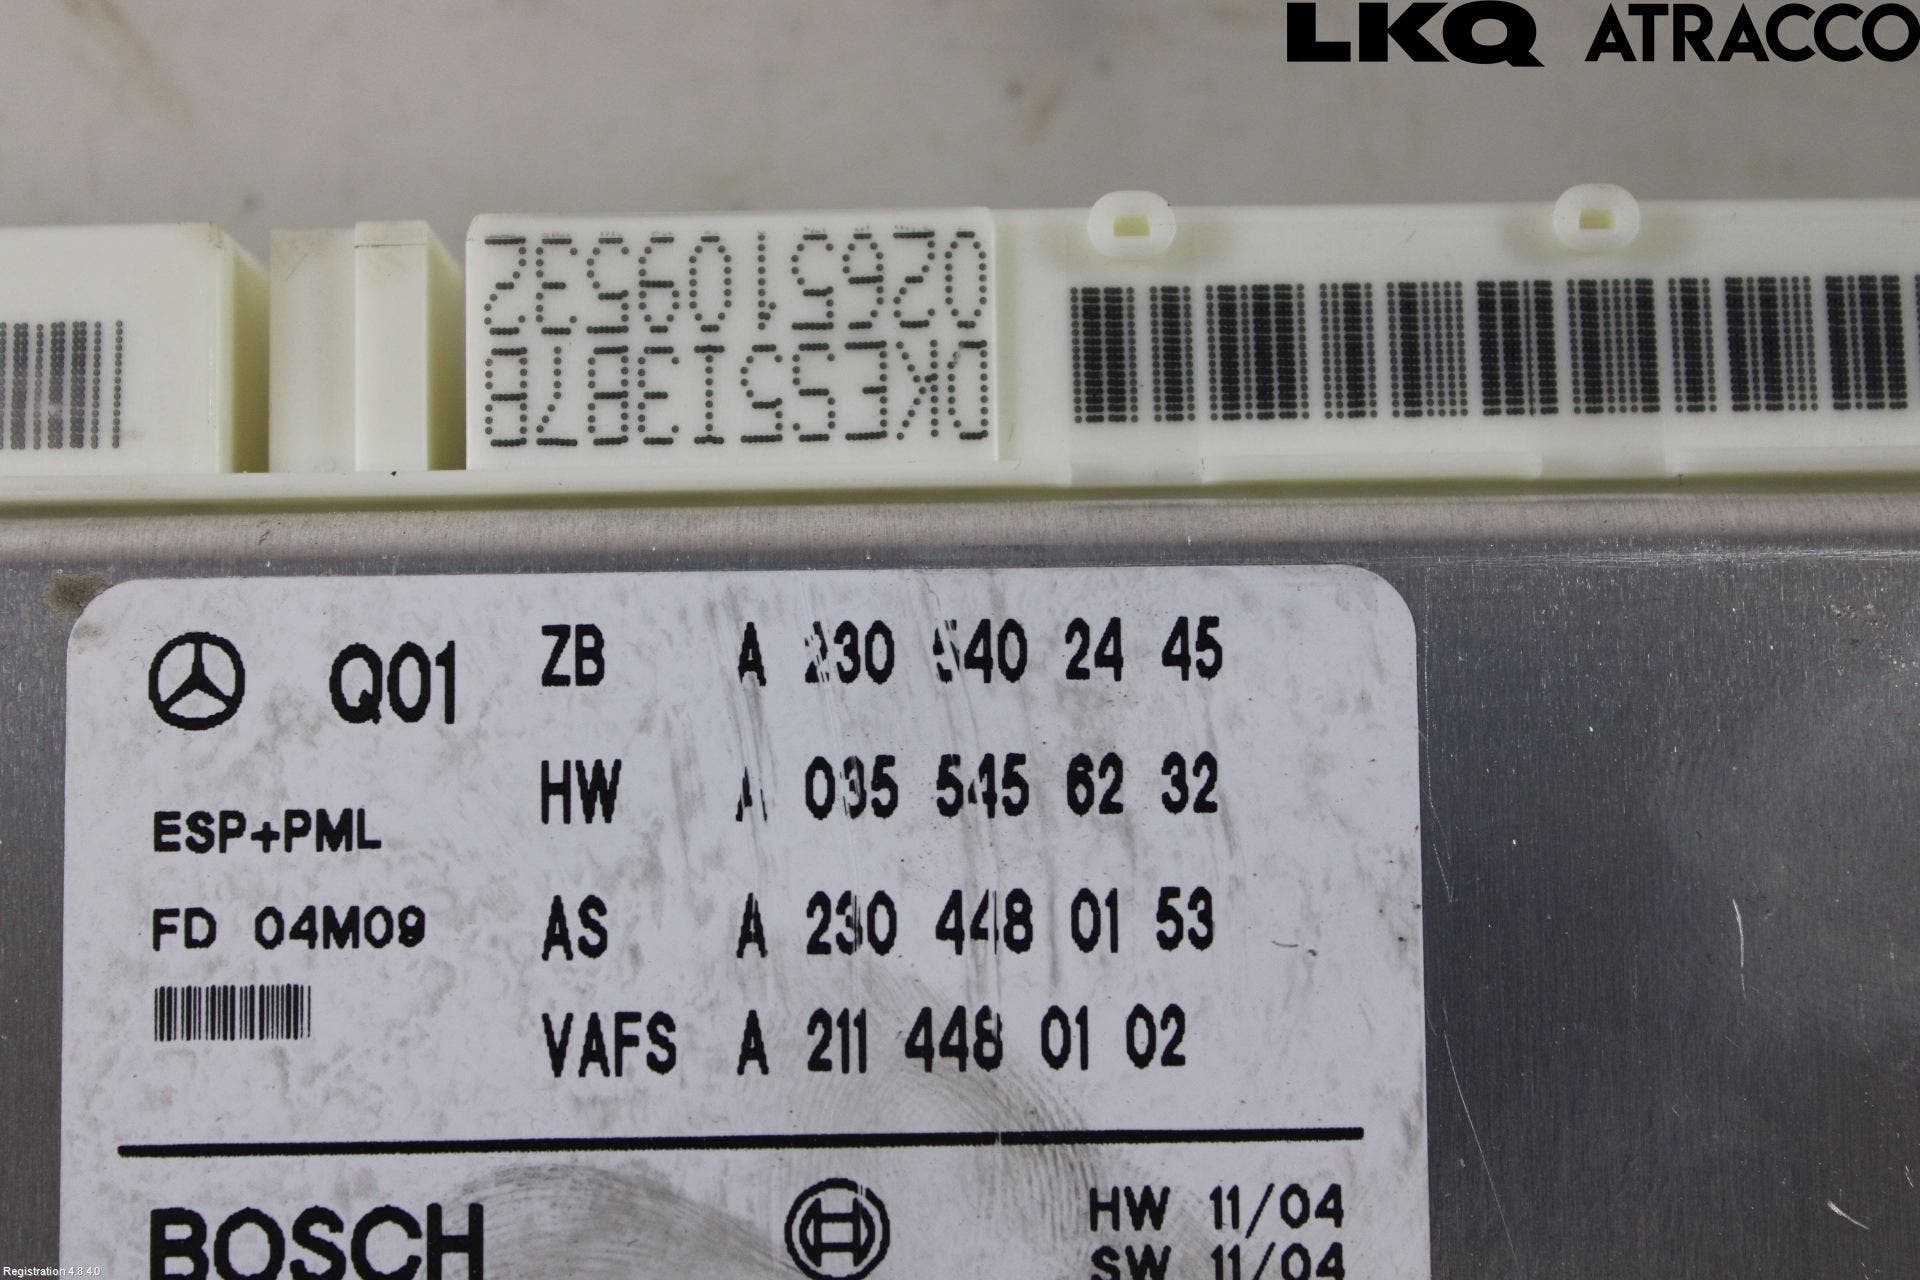 LKQ ATRACCO
0265109532
Q01
ESP+PML
FD 04M09
ZB A 230 540 24 45
HW A 035 545 62 32
AS A 230 448 01 53
VAFS A 211 448 01 02
BOSCH
HW 11/04
SW 11/04
Registration 4.8.4.0